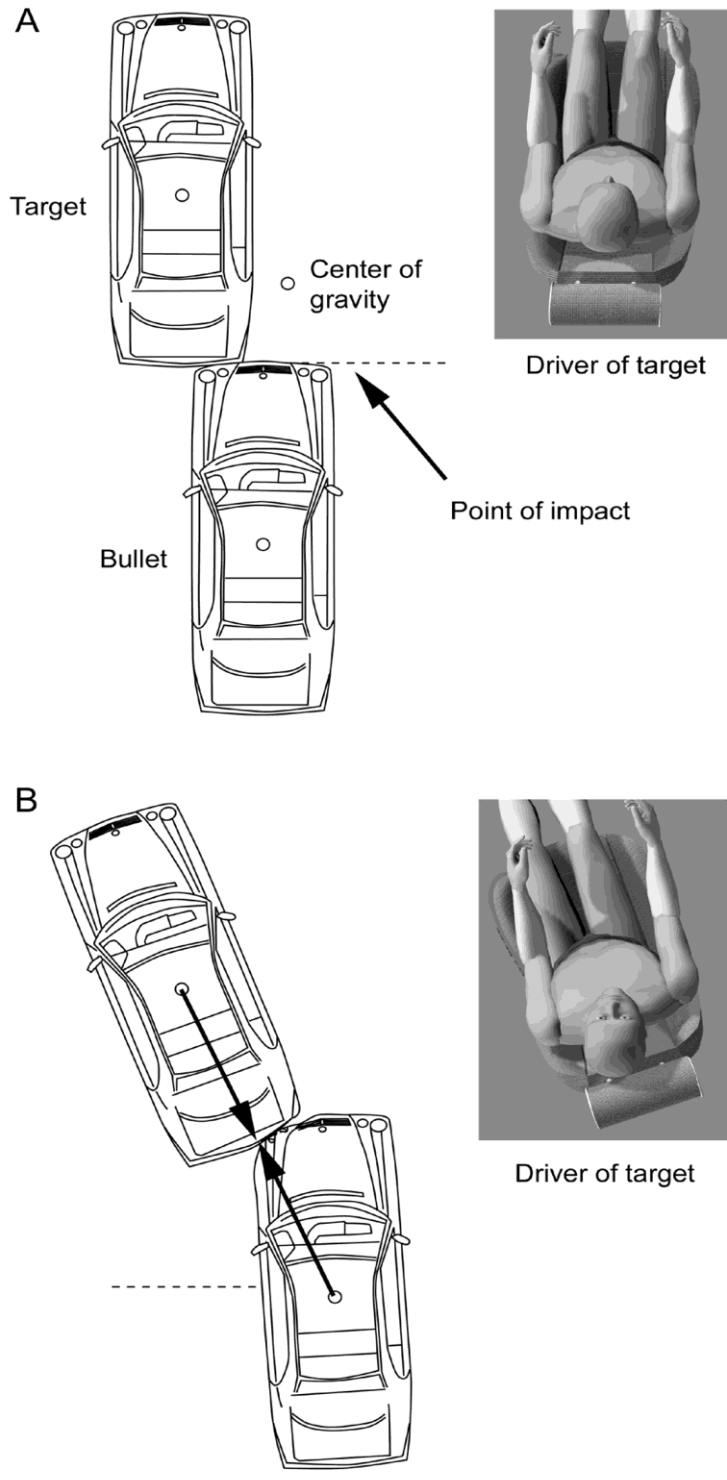 A
Target
Center of
gravity
Driver of target
Point of impact
Bullet
B
Driver of target